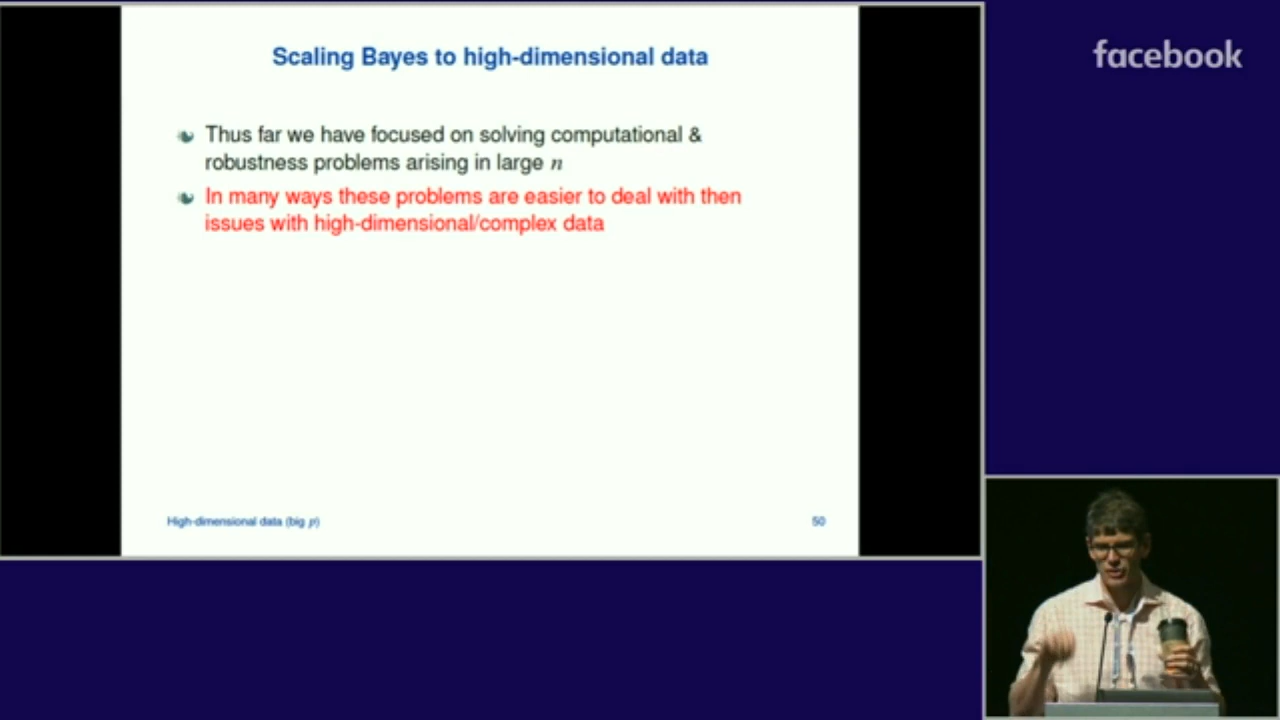 Scaling Bayes to high-dimensional data
facebook
Thus far we have focused on solving computational &
robustness problems arising in large n
In many ways these problems are easier to deal with then
issues with high-dimensional/complex data
High-dimensional data (big p)
50